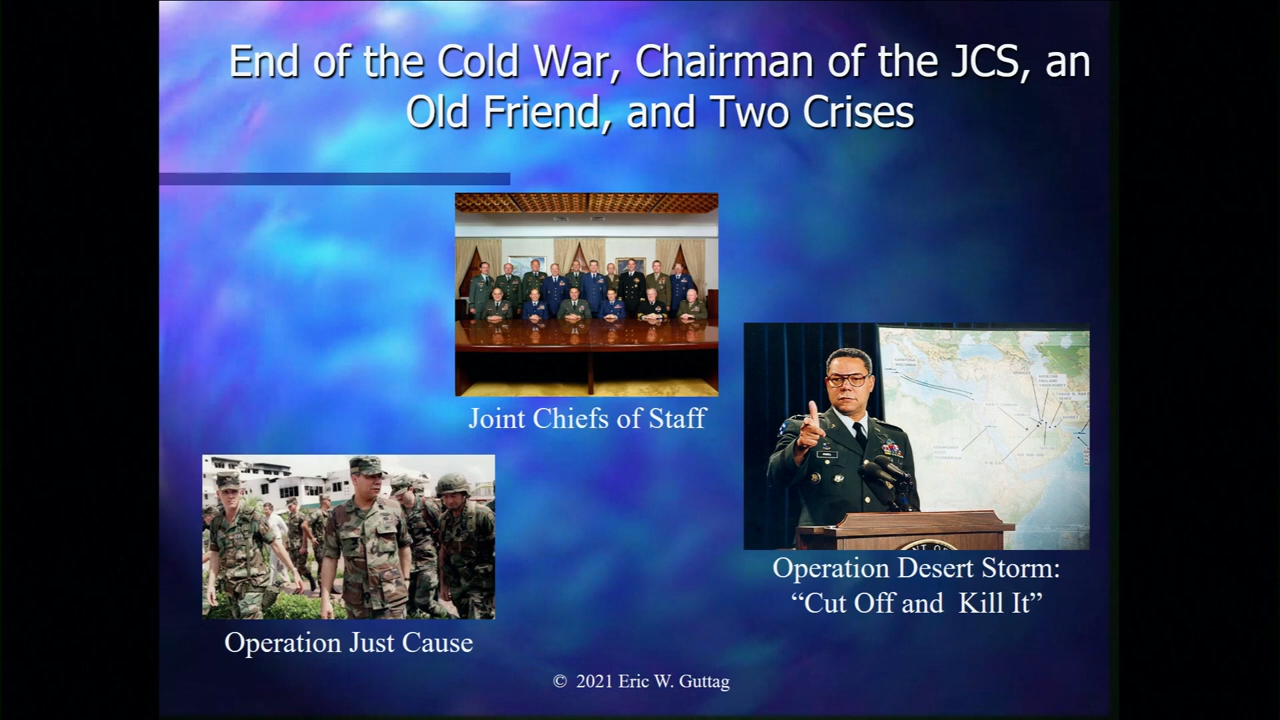 End of the Cold War, Chairman of the JCS, an
Old Friend, and Two Crises
Joint Chiefs of Staff
Operation Desert Storm:
“Cut Off and  Kill It”
Operation Just Cause
©  2021 Eric W. Guttag